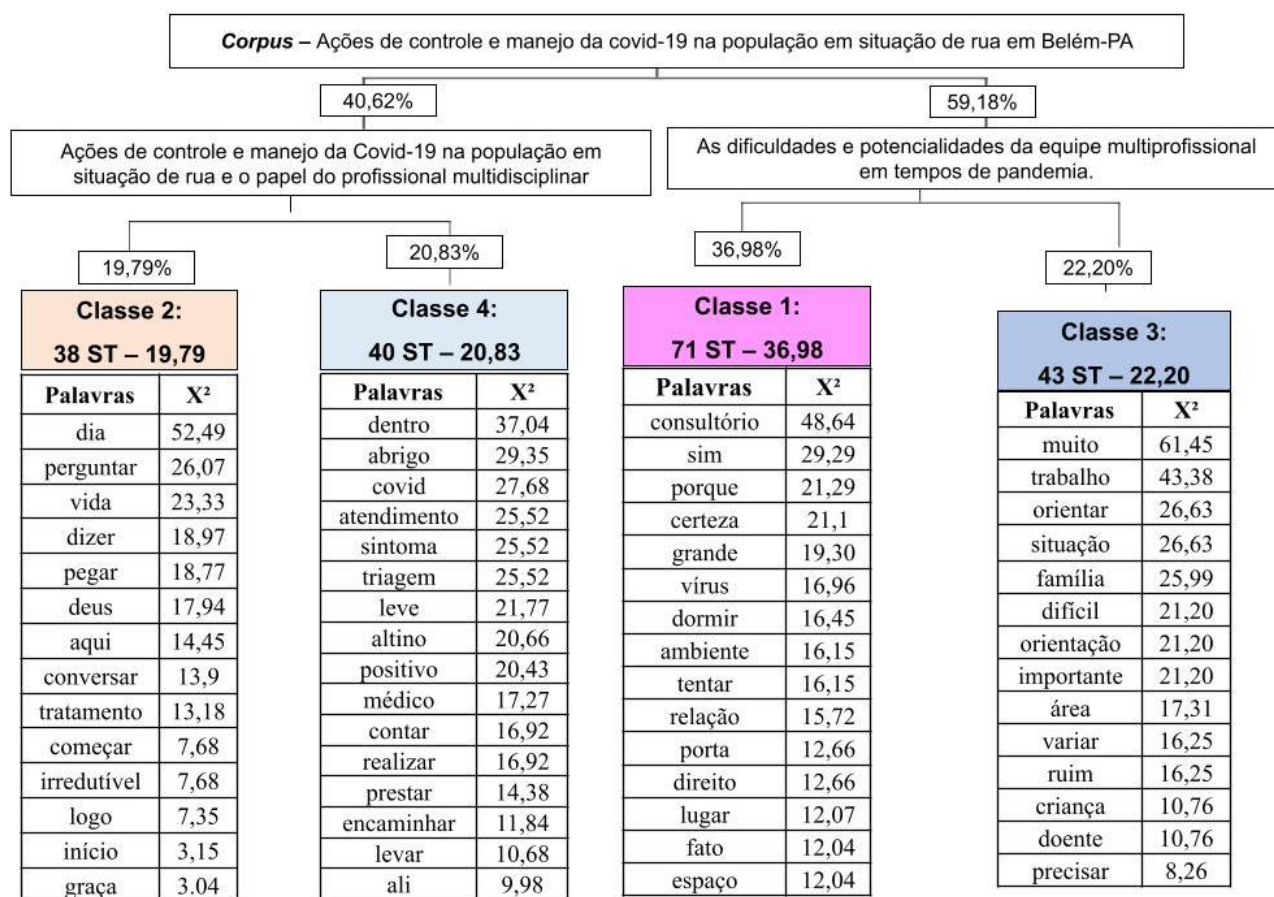 Corpus – Ações de controle e manejo da covid-19 na população em situação de rua em Belém-PA
40,62%
59,18%
Ações de controle e manejo da Covid-19 na população em
situação de rua e o papel do profissional multidisciplinar
As dificuldades e potencialidades da equipe multiprofissional
em tempos de pandemia.
19,79%
20,83%
36,98%
22,20%
Classe 2:
38 ST – 19,79
Palavras X²
dia 52,49
perguntar 26,07
vida 23,33
dizer 18,97
pegar 18,77
deus 17,94
aqui 14,45
conversar 13,9
tratamento 13,18
começar 7,68
irredutível 7,68
logo 7,35
início 3,15
graça 3.04
Classe 4:
40 ST – 20,83
Palavras X²
dentro 37,04
abrigo 29,35
covid 27,68
atendimento 25,52
sintoma 25,52
triagem 25,52
leve 21,77
altino 20,66
positivo 20,43
médico 17,27
contar 16,92
realizar 16,92
prestar 14,38
encaminhar 11,84
levar 10,68
ali 9,98
Classe 1:
71 ST – 36,98
Palavras X²
consultório 48,64
sim 29,29
porque 21,29
certeza 21,1
grande 19,30
vírus 16,96
dormir 16,45
ambiente 16,15
tentar 16,15
relação 15,72
porta 12,66
direito 12,66
lugar 12,07
fato 12,04
espaço 12,04
Classe 3:
43 ST – 22,20
Palavras X²
muito 61,45
trabalho 43,38
orientar 26,63
situação 26,63
família 25,99
difícil 21,20
orientação 21,20
importante 21,20
área 17,31
variar 16,25
ruim 16,25
criança 10,76
doente 10,76
precisar 8,26